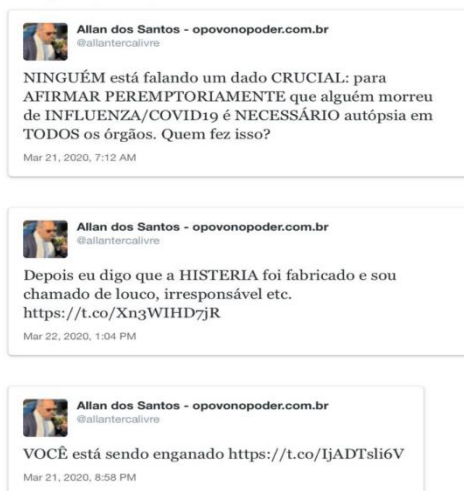 Allan dos Santos - opovonopoder.com.br
@allantercalivre
NINGUÉM está falando um dado CRUCIAL: para
AFIRMAR PEREMPTORIAMENTE que alguém morreu
de INFLUENZA/COVID19 é NECESSÁRIO autópsia em
TODOS os órgãos. Quem fez isso?
Mar 21, 2020, 7:12 AM
Allan dos Santos - opovonopoder.com.br
@allantercalivre
Depois eu digo que a HISTERIA foi fabricado e sou
chamado de louco, irresponsável etc.
https://t.co/Xn3WIHD7jR
Mar 22, 2020, 1:04 PM
Allan dos Santos - opovonopoder.com.br
@allantercalivre
VOCÊ está sendo enganado https://t.co/IjADTsli6V
Mar 21, 2020, 8:58 PM